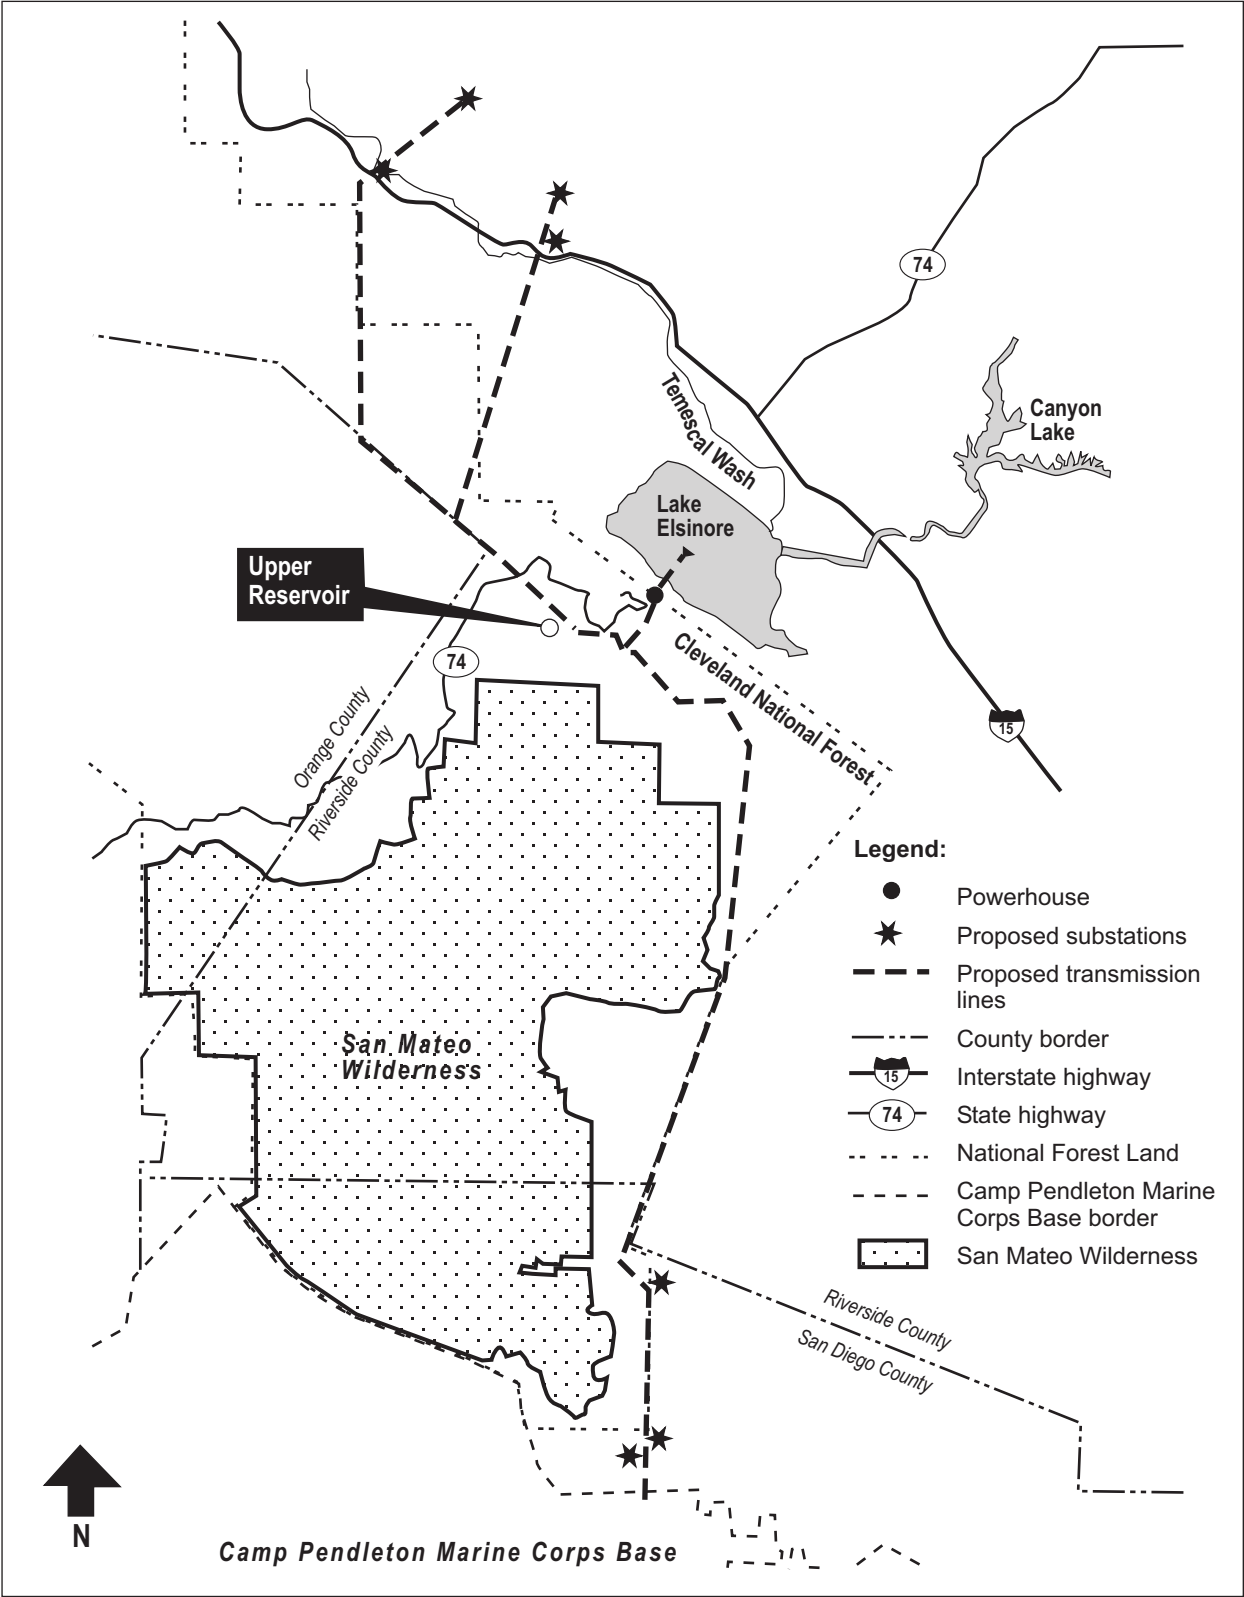 74
Canyon
Lake
Temescal Wash
Lake
Elsinore
Upper
Reservoir
74
Cleveland National Forest
15
Orange County
Riverside County
Legend:
Powerhouse
Proposed substations
Proposed transmission
lines
County border
15
Interstate highway
74
State highway
National Forest Land
Camp Pendleton Marine
Corps Base border
San Mateo Wilderness
San Mateo
Wilderness
Riverside County
San Diego County
N
Camp Pendleton Marine Corps Base